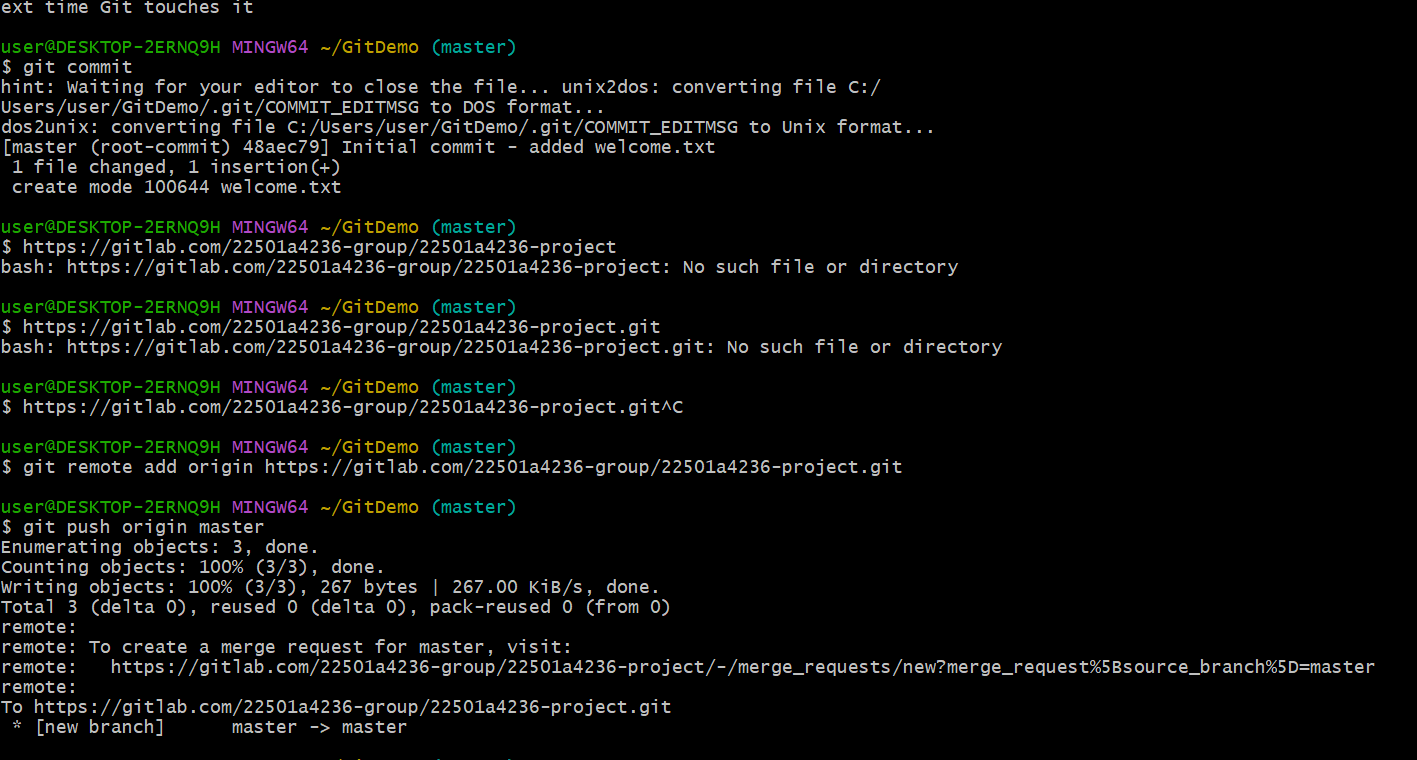 ext time Git touches it
user@DESKTOP-2ERNQ9H MINGW64 ~/GitDemo (master)
$ git commit
hint: Waiting for your editor to close the file... unix2dos: converting file C:/
Users/user/GitDemo/.git/COMMIT_EDITMSG to DOS format...
dos2unix: converting file C:/Users/user/GitDemo/.git/COMMIT_EDITMSG to Unix format...
[master (root-commit) 48aec79] Initial commit - added welcome.txt
 1 file changed, 1 insertion(+)
 create mode 100644 welcome.txt
user@DESKTOP-2ERNQ9H MINGW64 ~/GitDemo (master)
$ https://gitlab.com/22501a4236-group/22501a4236-project
bash: https://gitlab.com/22501a4236-group/22501a4236-project: No such file or directory
user@DESKTOP-2ERNQ9H MINGW64 ~/GitDemo (master)
$ https://gitlab.com/22501a4236-group/22501a4236-project.git
bash: https://gitlab.com/22501a4236-group/22501a4236-project.git: No such file or directory
user@DESKTOP-2ERNQ9H MINGW64 ~/GitDemo (master)
$ https://gitlab.com/22501a4236-group/22501a4236-project.git^C
user@DESKTOP-2ERNQ9H MINGW64 ~/GitDemo (master)
$ git remote add origin https://gitlab.com/22501a4236-group/22501a4236-project.git
user@DESKTOP-2ERNQ9H MINGW64 ~/GitDemo (master)
$ git push origin master
Enumerating objects: 3, done.
Counting objects: 100% (3/3), done.
Writing objects: 100% (3/3), 267 bytes | 267.00 KiB/s, done.
Total 3 (delta 0), reused 0 (delta 0), pack-reused 0 (from 0)
remote:
remote: To create a merge request for master, visit:
remote:   https://gitlab.com/22501a4236-group/22501a4236-project/-/merge_requests/new?merge_request%5Bsource_branch%5D=master
remote:
To https://gitlab.com/22501a4236-group/22501a4236-project.git
 * [new branch]      master -> master